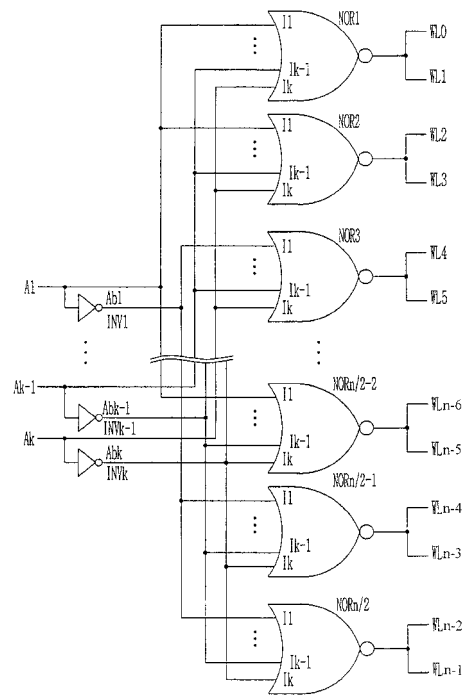 I1
NOR1
WL0
Ik-1
WL1
Ik
I1
NOR2
WL2
Ik-1
WL3
Ik
I1
NOR3
WL4
A1
Ab1
INV1
Ik-1
WL5
Ik
Ak-1
Abk-1
INVk-1
NORn/2-2
I1
WLn-6
Ak
Abk
INVk
Ik-1
WLn-5
Ik
NORn/2-1
I1
WLn-4
Ik-1
WLn-3
Ik
NORn/2
I1
WLn-2
Ik-1
WLn-1
Ik